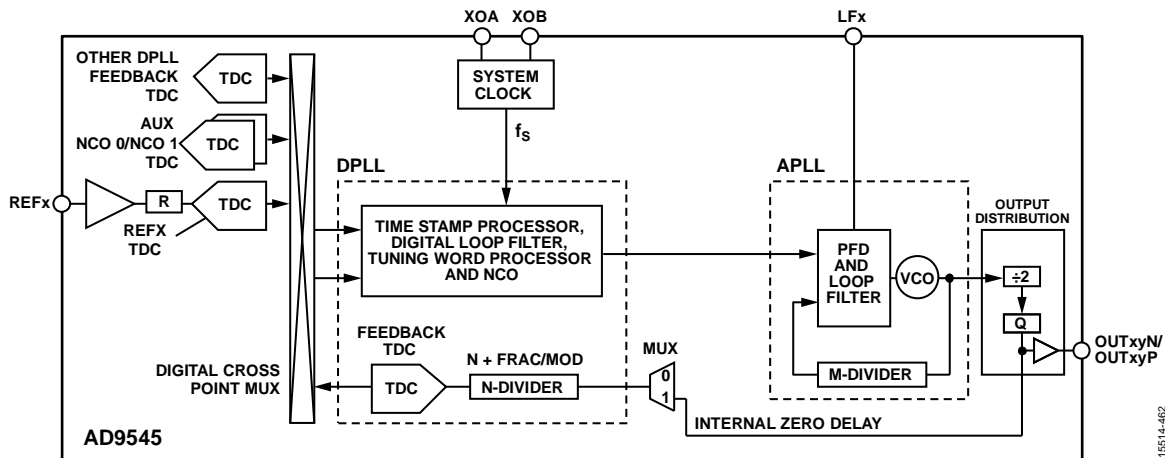 XOA
XOB
LFx
OTHER DPLL
FEEDBACK
TDC
TDC
SYSTEM
CLOCK
AUX
NCO 0/NCO 1
TDC
TDC
fS
DPLL
APLL
REFx
R
TDC
REFX
TDC
TIME STAMP PROCESSOR,
DIGITAL LOOP FILTER,
TUNING WORD PROCESSOR
AND NCO
PFD
AND
LOOP
FILTER
VCO
OUTPUT
DISTRIBUTION
÷2
Q
OUTxyN/
OUTxyP
FEEDBACK
TDC
TDC
N + FRAC/MOD
N-DIVIDER
MUX
0
1
M-DIVIDER
DIGITAL CROSS
POINT MUX
INTERNAL ZERO DELAY
AD9545
15514-462